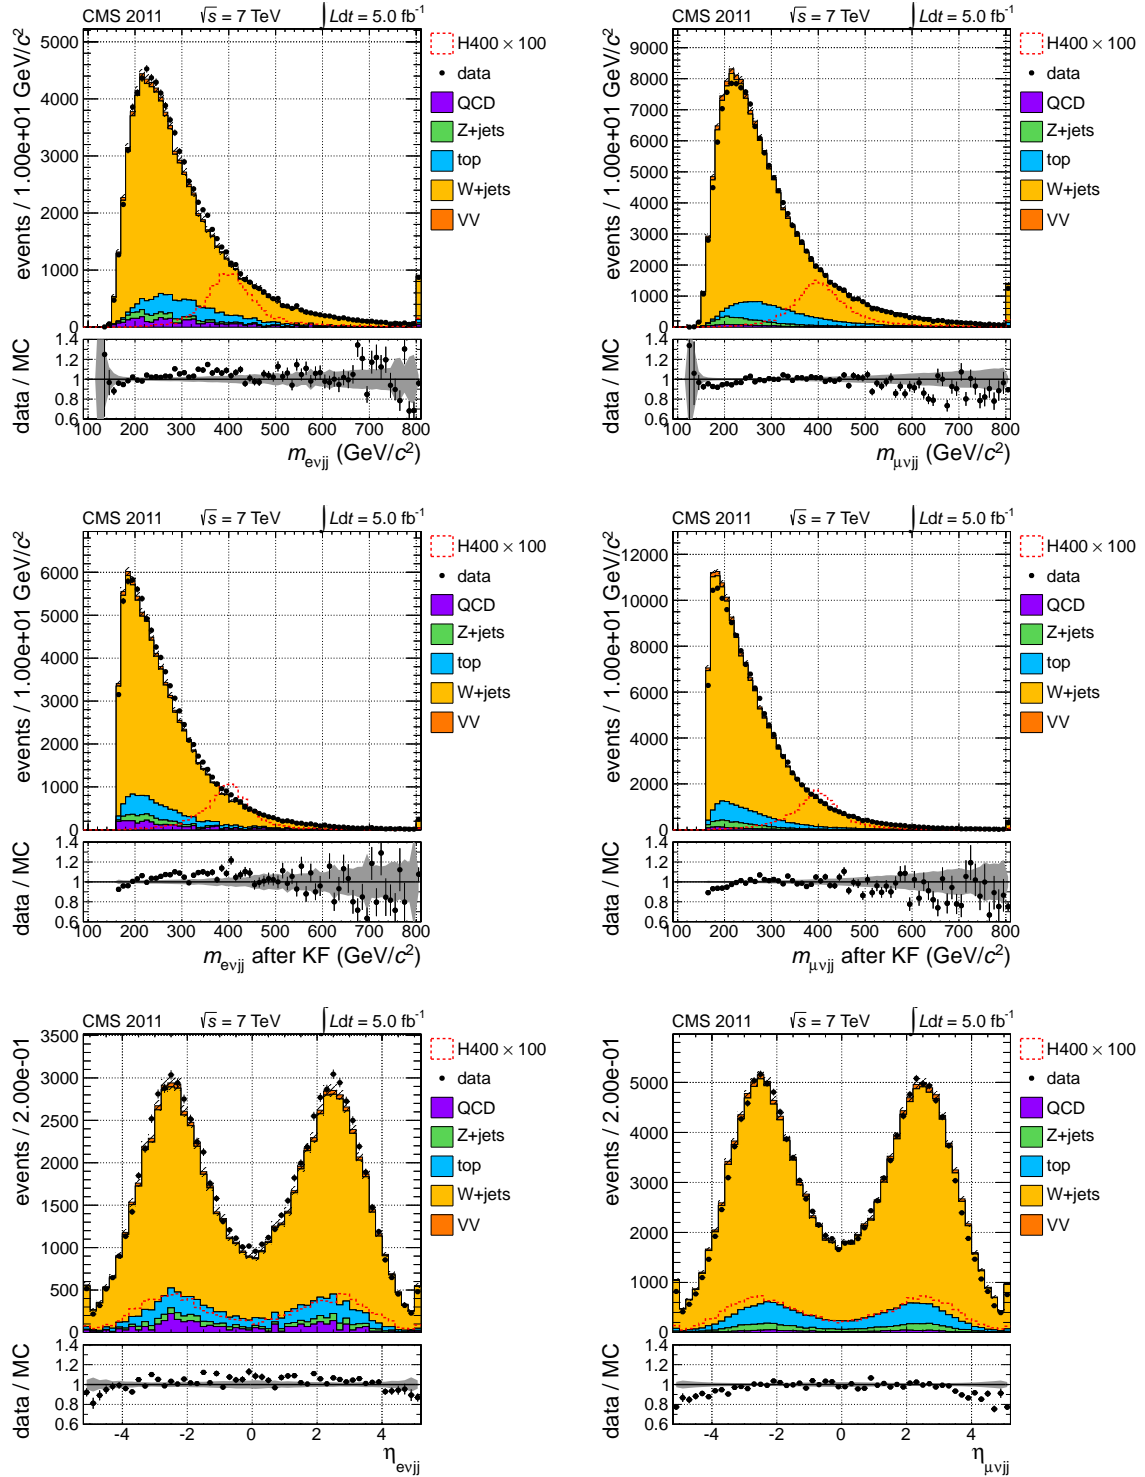 CMS 2011 √s = 7 TeV ∫Ldt = 5.0 fb⁻¹
events / 1.00e+01 GeV/c²
5000
4000
3000
2000
1000
0
H400 × 100
data
QCD
Z+jets
top
W+jets
VV
data / MC
1.4
1.2
1
0.8
0.6
100 200 300 400 500 600 700 800
m_eνjj (GeV/c²)
CMS 2011 √s = 7 TeV ∫Ldt = 5.0 fb⁻¹
events / 1.00e+01 GeV/c²
9000
8000
7000
6000
5000
4000
3000
2000
1000
0
H400 × 100
data
QCD
Z+jets
top
W+jets
VV
data / MC
1.4
1.2
1
0.8
0.6
100 200 300 400 500 600 700 800
m_μνjj (GeV/c²)
CMS 2011 √s = 7 TeV ∫Ldt = 5.0 fb⁻¹
events / 1.00e+01 GeV/c²
6000
5000
4000
3000
2000
1000
0
H400 × 100
data
QCD
Z+jets
top
W+jets
VV
data / MC
1.4
1.2
1
0.8
0.6
100 200 300 400 500 600 700 800
m_eνjj after KF (GeV/c²)
CMS 2011 √s = 7 TeV ∫Ldt = 5.0 fb⁻¹
events / 1.00e+01 GeV/c²
12000
10000
8000
6000
4000
2000
0
H400 × 100
data
QCD
Z+jets
top
W+jets
VV
data / MC
1.4
1.2
1
0.8
0.6
100 200 300 400 500 600 700 800
m_μνjj after KF (GeV/c²)
CMS 2011 √s = 7 TeV ∫Ldt = 5.0 fb⁻¹
events / 2.00e-01
3500
3000
2500
2000
1500
1000
500
0
H400 × 100
data
QCD
Z+jets
top
W+jets
VV
data / MC
1.4
1.2
1
0.8
0.6
-4 -2 0 2 4
η_eνjj
CMS 2011 √s = 7 TeV ∫Ldt = 5.0 fb⁻¹
events / 2.00e-01
5000
4000
3000
2000
1000
0
H400 × 100
data
QCD
Z+jets
top
W+jets
VV
data / MC
1.4
1.2
1
0.8
0.6
-4 -2 0 2 4
η_μνjj